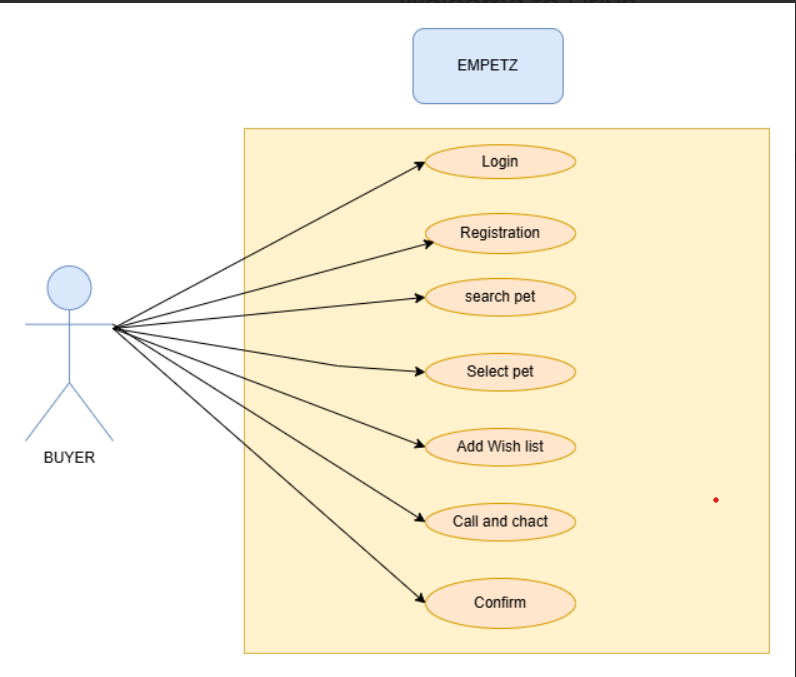 EMPETZ
Login
Registration
search pet
Select pet
Add Wish list
Call and chact
Confirm
BUYER